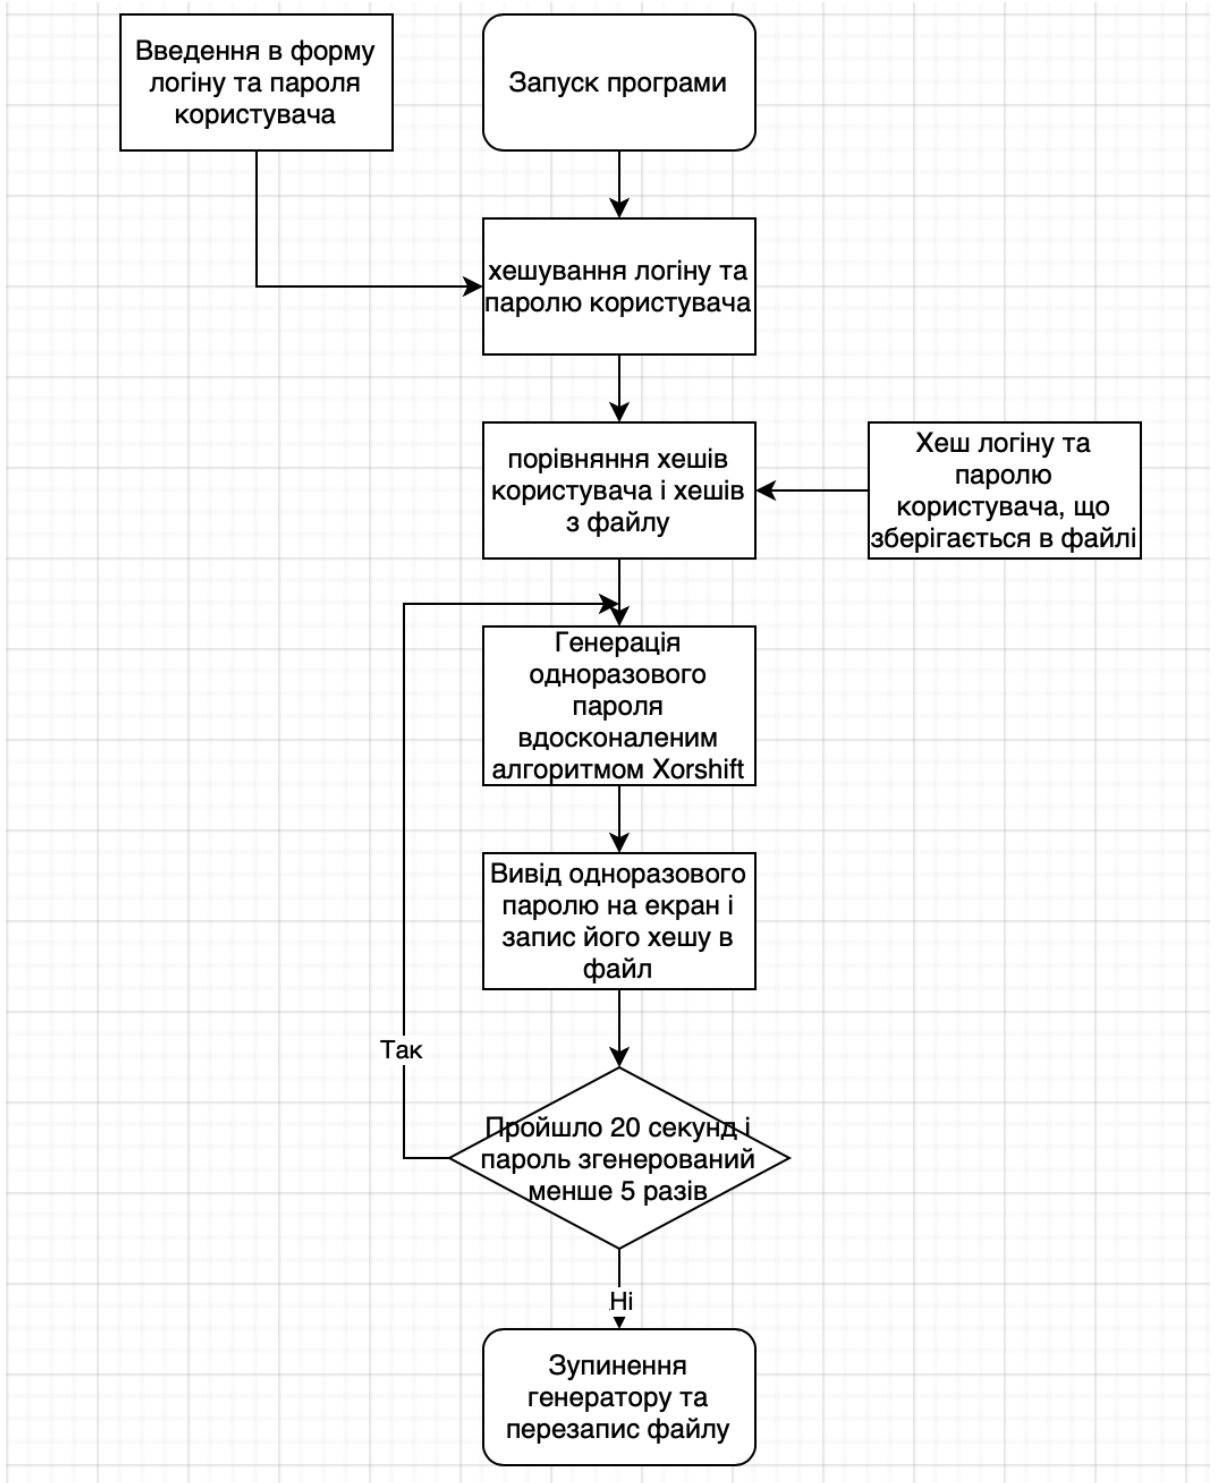 Введення в форму
логіну та пароля
користувача
Запуск програми
хешування логіну та
паролю користувача
порівняння хешів
користувача і хешів
з файлу
Хеш логіну та
паролю
користувача, що
зберігається в файлі
Генерація
одноразового
пароля
вдосконаленим
алгоритмом Xorshift
Вивід одноразового
паролю на екран і
запис його хешу в
файл
Так
Пройшло 20 секунд і
пароль згенерований
менше 5 разів
Ні
Зупинення
генератору та
перезапис файлу